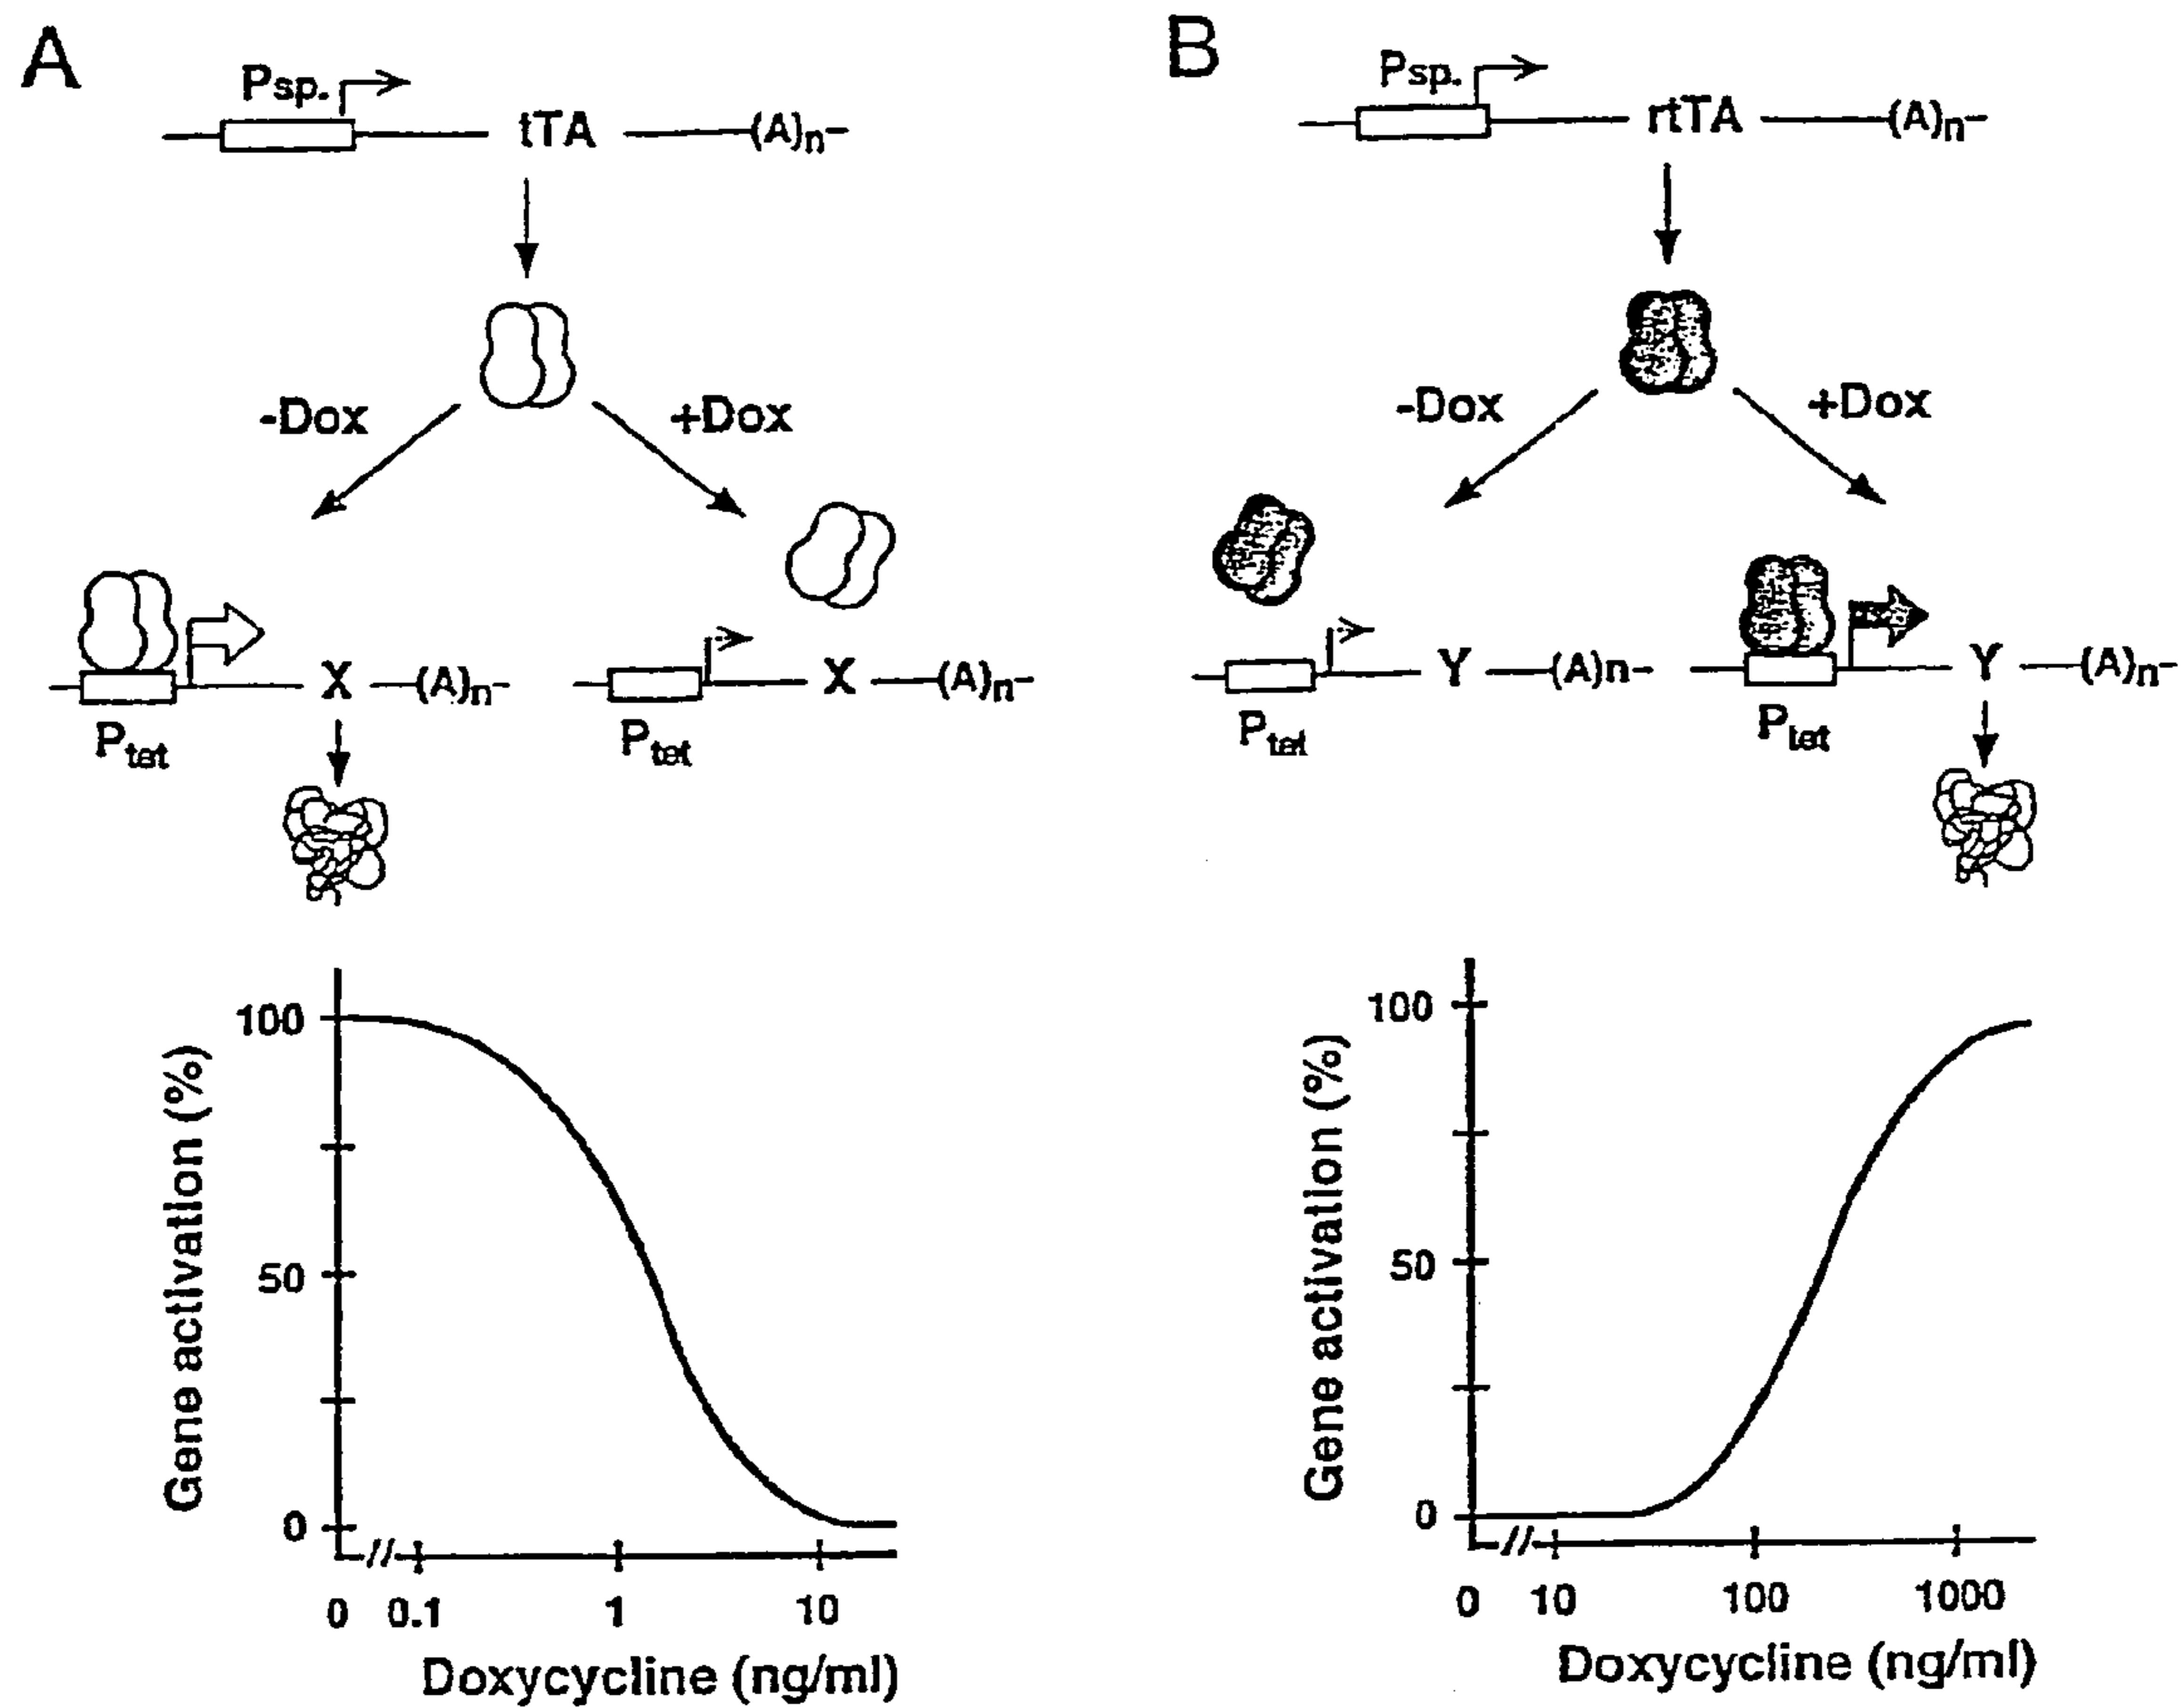 A
Psp.
tTA (A)n-
-Dox +Dox
X (A)n- X (A)n-
Ptet Ptet
100
50
0
Gene activation (%)
0 0.1 1 10
Doxycycline (ng/ml)
B
Psp.
rtTA (A)n-
-Dox +Dox
Y (A)n- Y (A)n-
Ptet Ptet
100
50
0
Gene activation (%)
0 10 100 1000
Doxycycline (ng/ml)